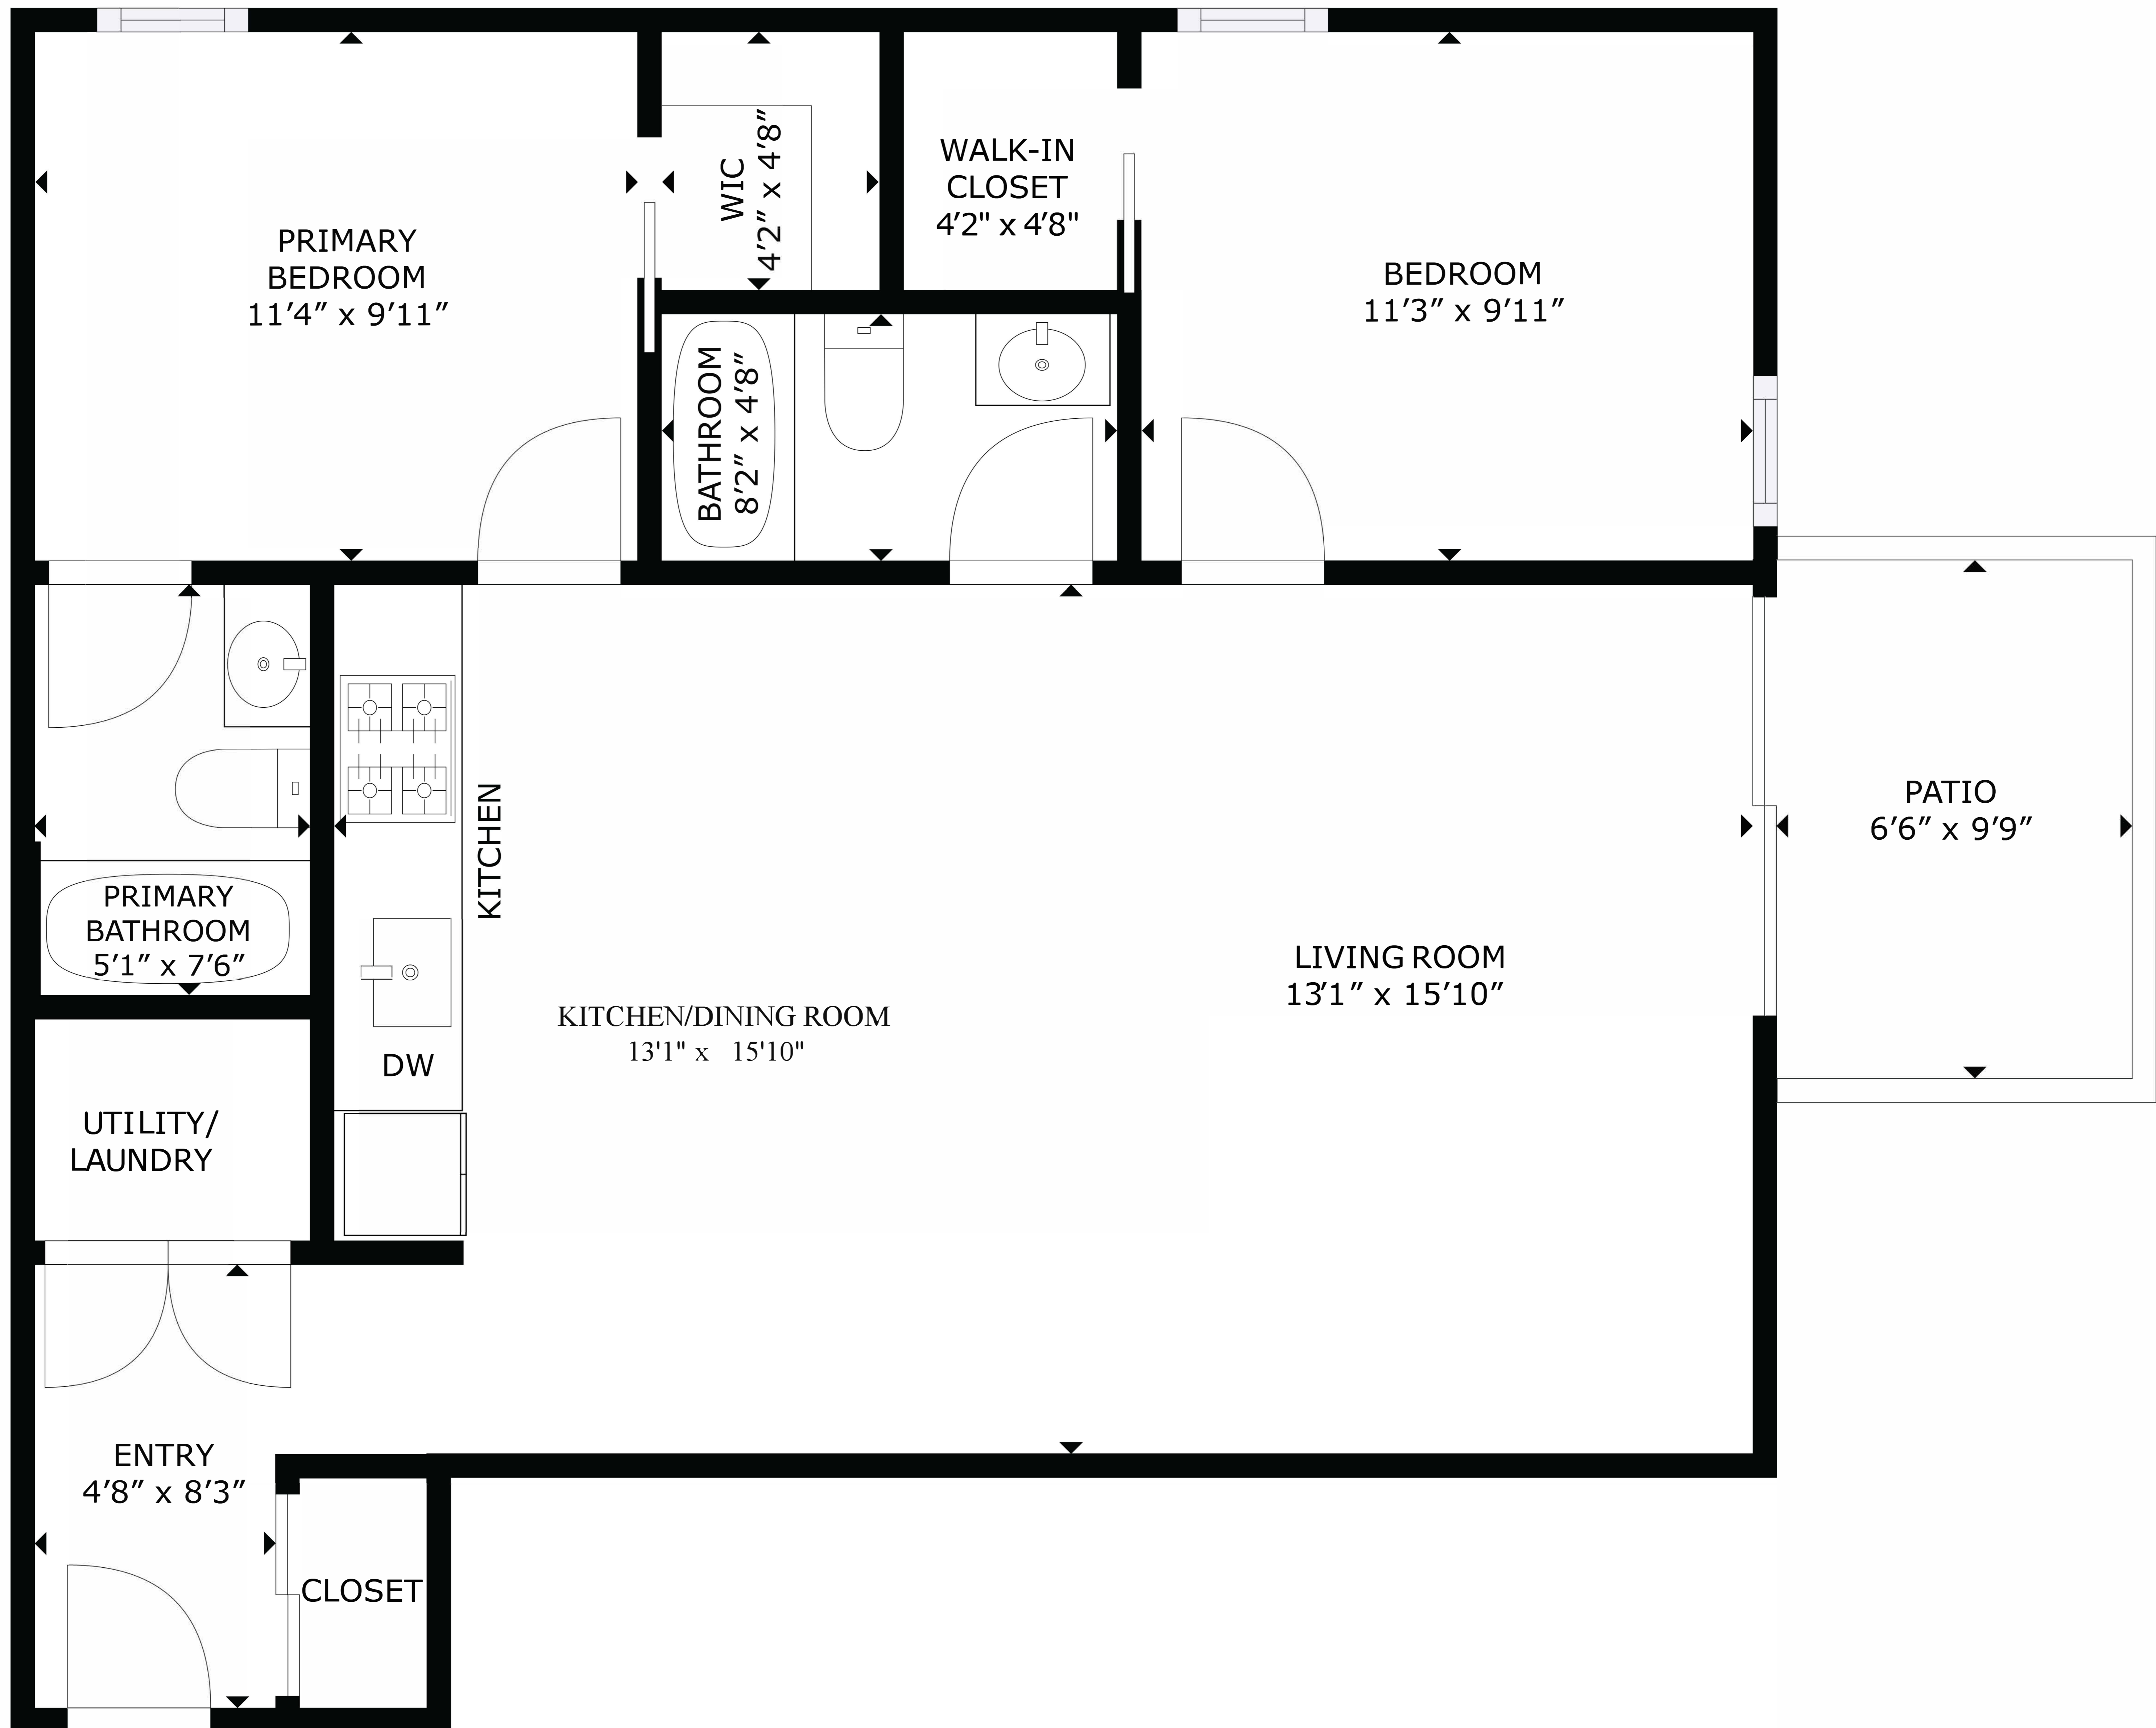 PRIMARY
BEDROOM
11′4″ x 9′11″
WIC
4′2″ x 4′8″
WALK-IN
CLOSET
4′2" x 4′8"
BEDROOM
11′3″ x 9′11″
BATHROOM
8′2″ x 4′8″
KITCHEN
PATIO
6′6″ x 9′9″
PRIMARY
BATHROOM
5′1″ x 7′6″
LIVING ROOM
13′1″ x 15′10″
KITCHEN/DINING ROOM
13'1" x 15'10"
DW
UTILITY/
LAUNDRY
ENTRY
4′8″ x 8′3″
CLOSET